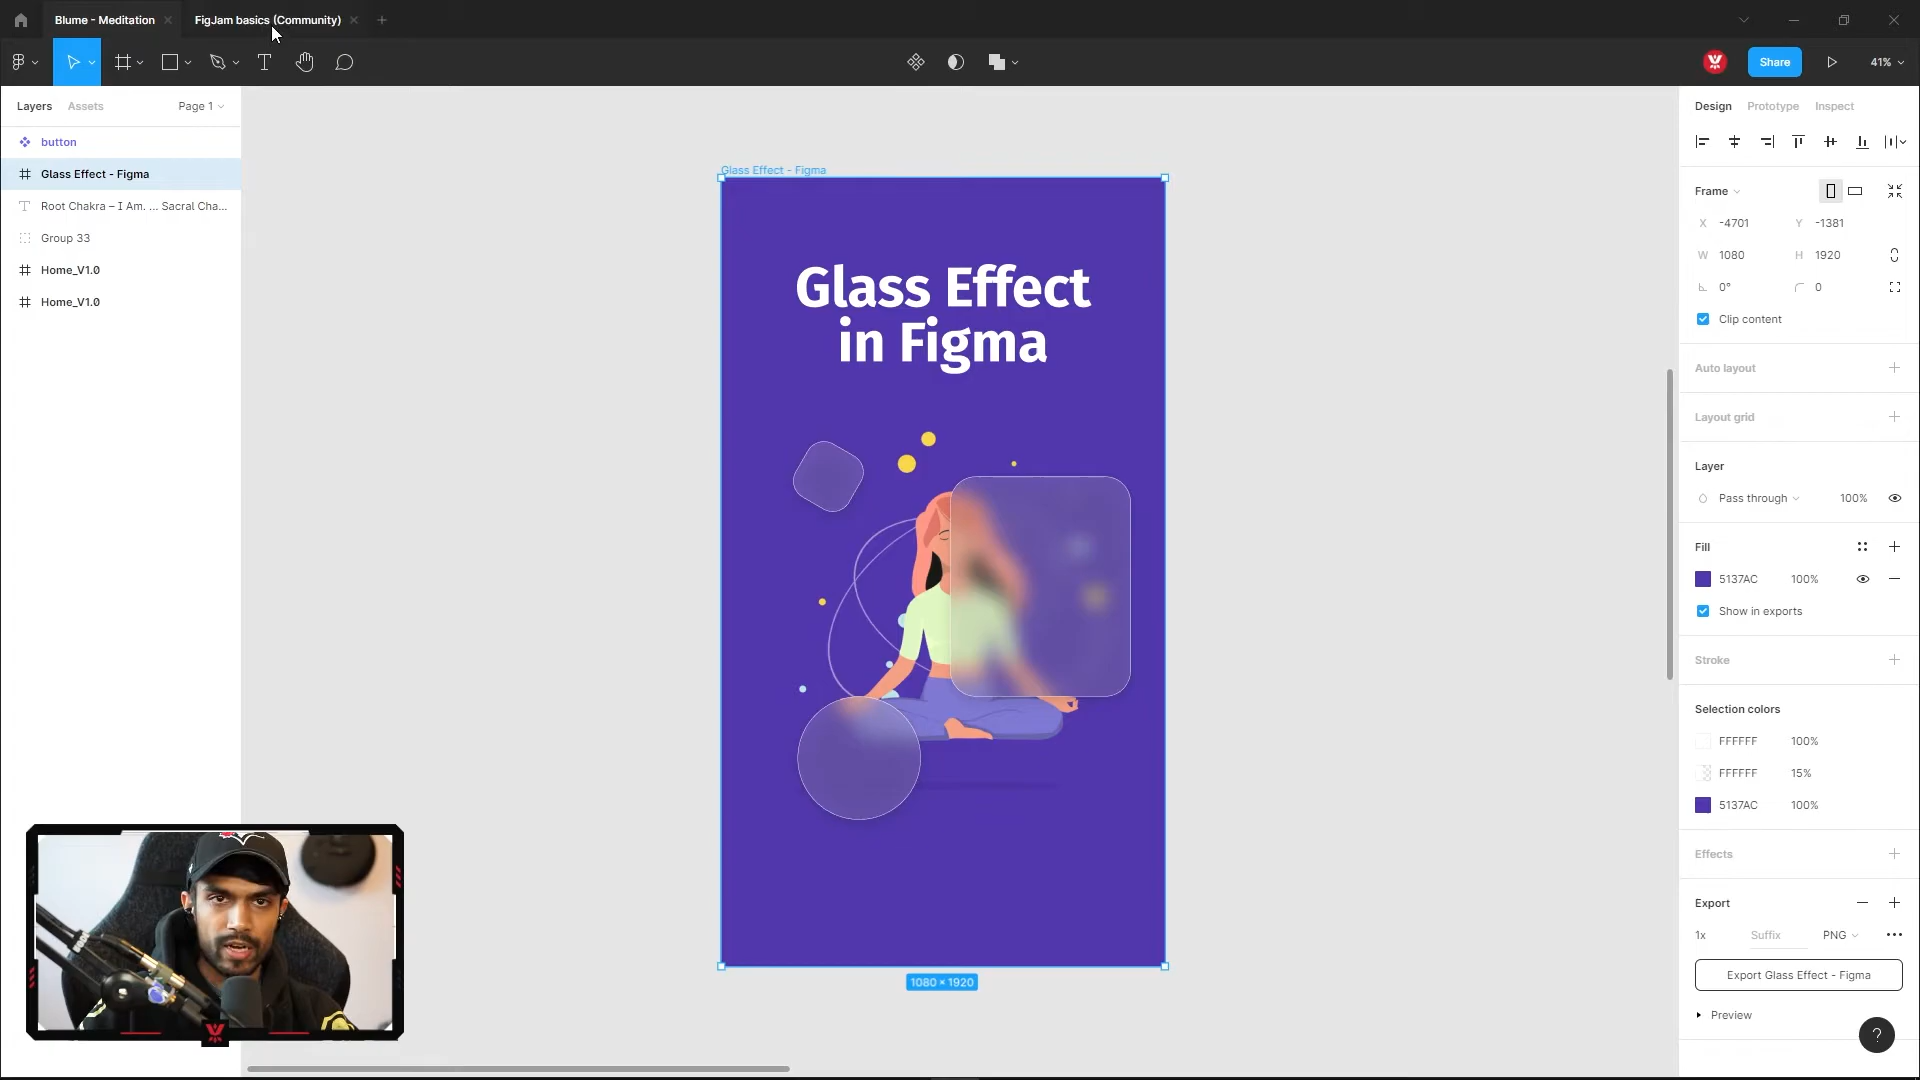 Blume - Meditation
FigJam basics (Community)
Share
41%
Layers
Assets
Page 1
button
Glass Effect - Figma
Root Chakra – I Am. ... Sacral Cha...
Group 33
Home_V1.0
Home_V1.0
Glass Effect - Figma
Glass Effect
in Figma
1080 × 1920
Design
Prototype
Inspect
Frame
X -4701
Y -1381
W 1080
H 1920
0°
0
Clip content
Auto layout
Layout grid
Layer
Pass through
100%
Fill
5137AC
100%
Show in exports
Stroke
Selection colors
FFFFFF
100%
FFFFFF
15%
5137AC
100%
Effects
Export
1x
Suffix
PNG
Export Glass Effect - Figma
Preview
?